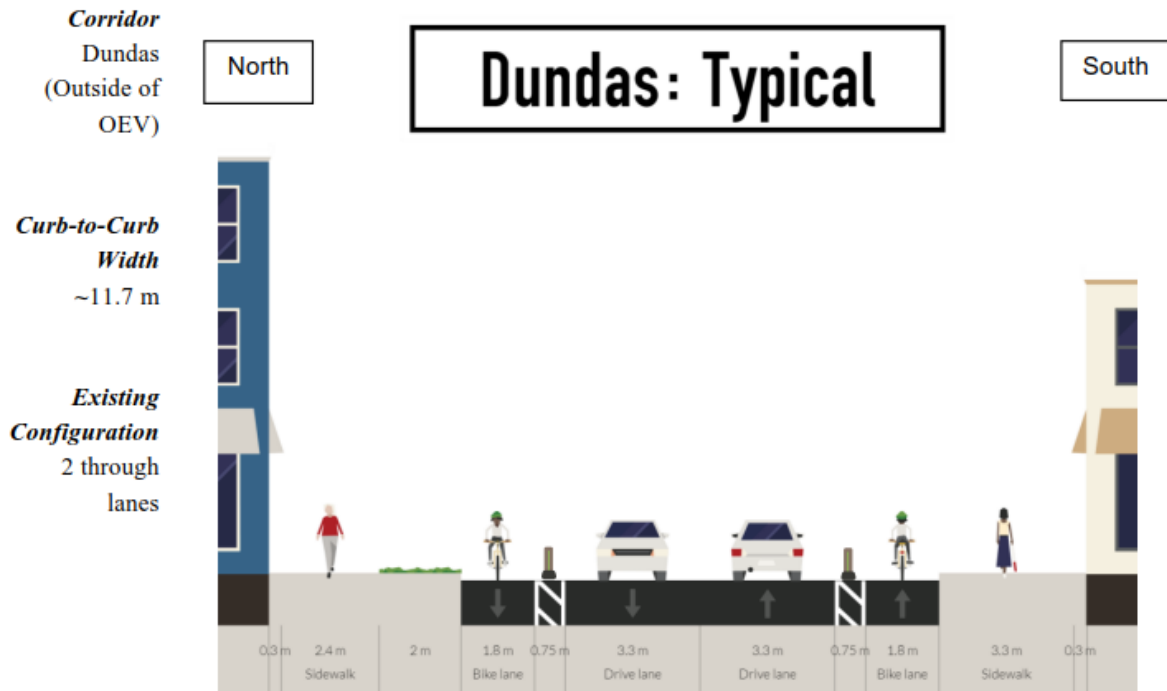 Corridor
Dundas
(Outside of
OEV)
North
Dundas: Typical
South
Curb-to-Curb
Width
~11.7 m
Existing
Configuration
2 through
lanes
0.3 m 2.4 m 2 m 1.8 m 0.75 m 3.3 m 3.3 m 0.75 m 1.8 m 3.3 m 0.3 m
Sidewalk Bike lane Drive lane Drive lane Bike lane Sidewalk